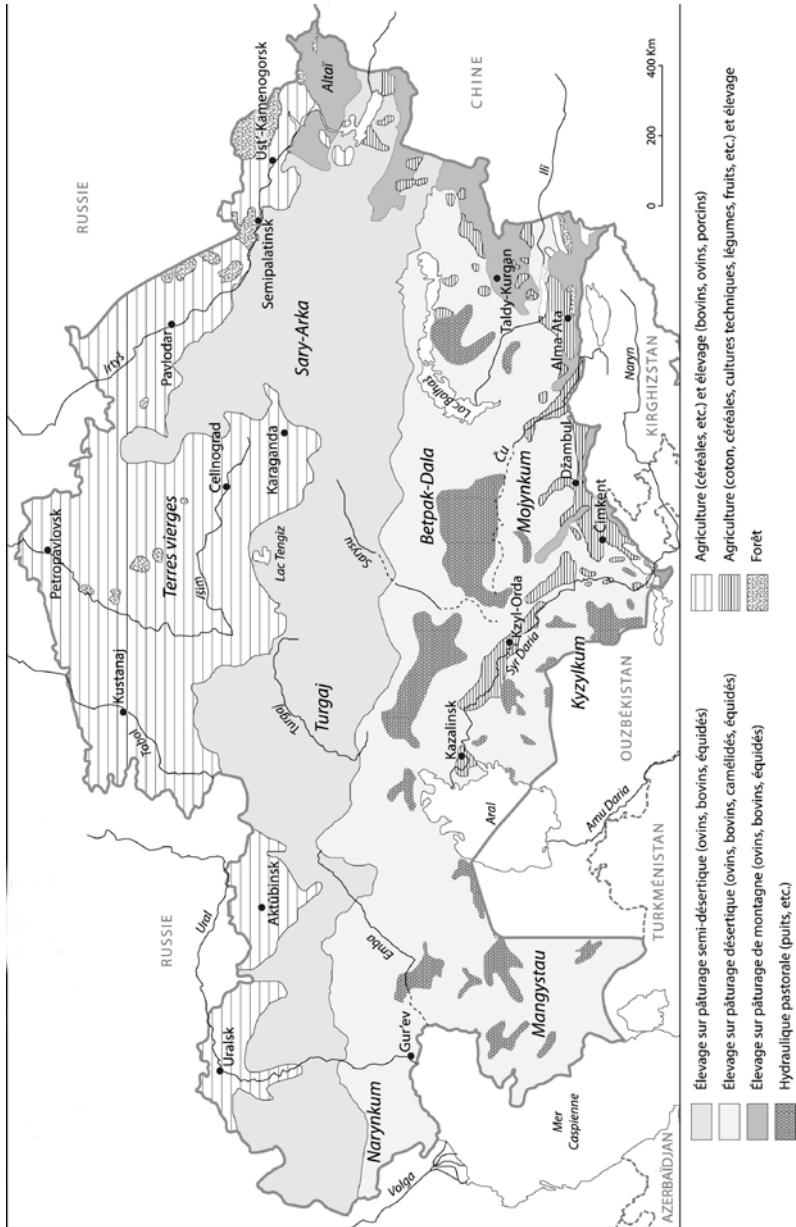 RUSSIE
RUSSIE
CHINE
KIRGHIZSTAN
OUZBÉKISTAN
TURKMÉNISTAN
AZERBAÏDJAN
Mer
Caspienne
Volga
Ural
Uralsk
Narynkum
Gur'ev
Emba
Aktûbinsk
Mangystau
Tobol
Kustanaj
Petropavlovsk
Terres vierges
Išim
Celinograd
Lac Tengiz
Karaganda
Turgaj
Turgaj
Sarysu
Irtyš
Pavlodar
Semipalatinsk
Ust'-Kamenogorsk
Altaï
Sary-Arka
Betpak-Dala
Lac Balhaš
Taldy-Kurgan
Ili
Alma-Ata
Ču
Mojynkum
Džambul
Čimkent
Naryn
Kzyl-Orda
Syr Daria
Kazalinsk
Kyzylkum
Aral
Amu Daria
0 200 400 Km
Élevage sur pâturage semi-désertique (ovins, bovins, équidés)
Élevage sur pâturage désertique (ovins, bovins, camélidés, équidés)
Élevage sur pâturage de montagne (ovins, bovins, équidés)
Hydraulique pastorale (puits, etc.)
Agriculture (céréales, etc.) et élevage (bovins, ovins, porcins)
Agriculture (coton, céréales, cultures techniques, légumes, fruits, etc.) et élevage
Forêt